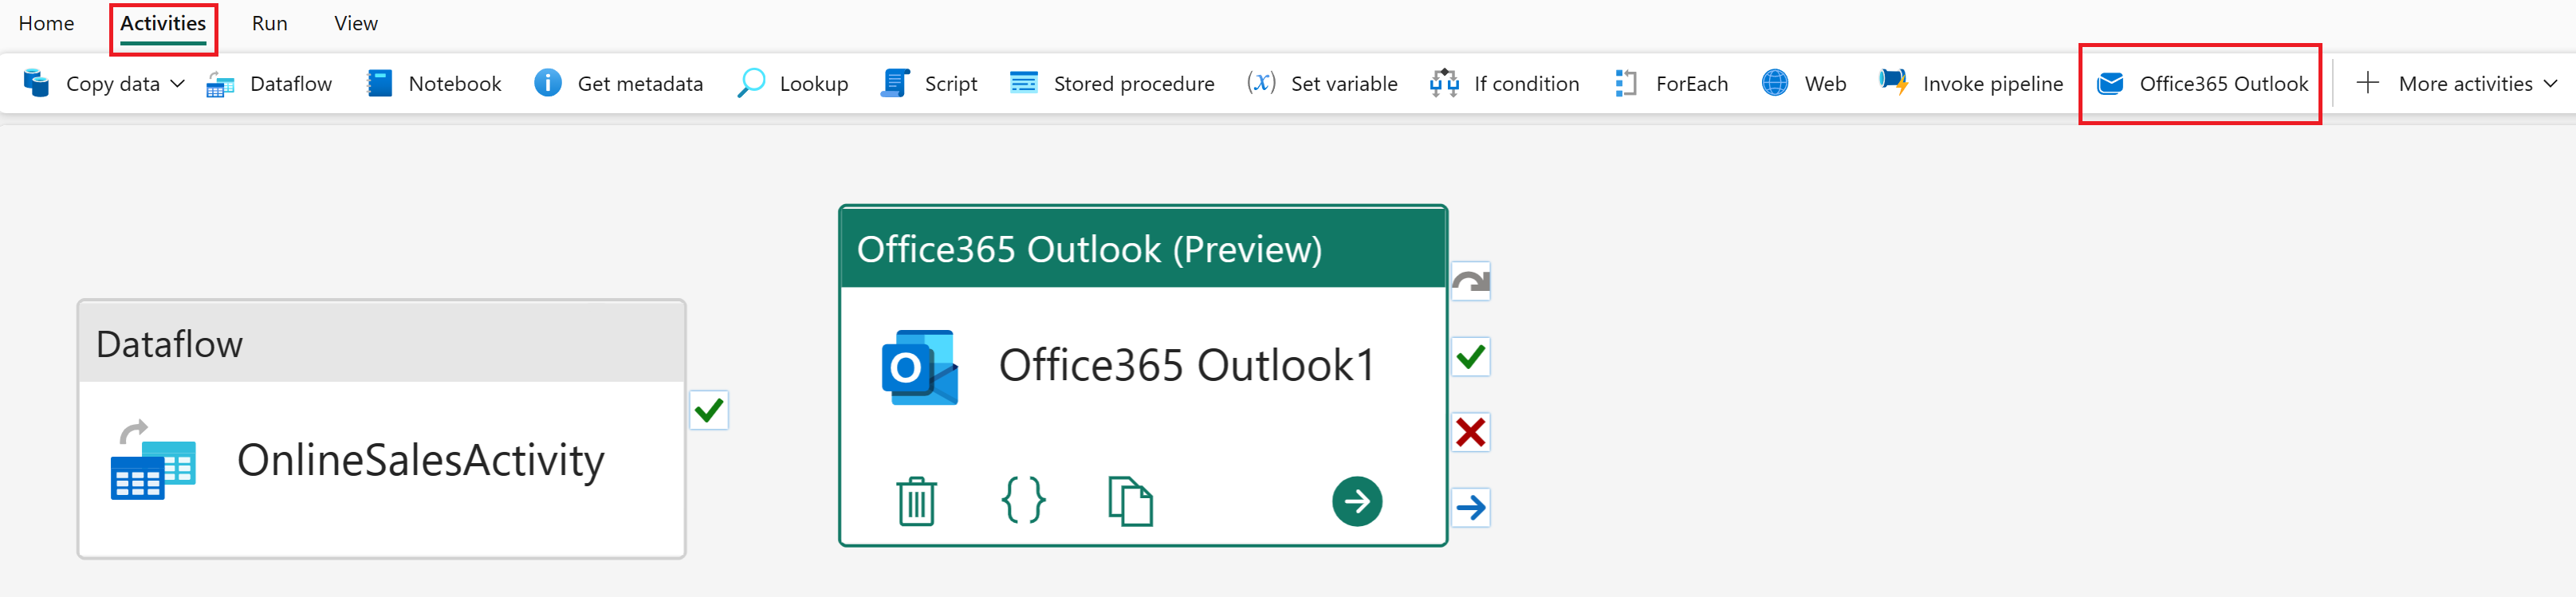 Home Activities Run View
Copy data Dataflow Notebook Get metadata Lookup Script Stored procedure (x) Set variable If condition ForEach Web Invoke pipeline Office365 Outlook More activities
Office365 Outlook (Preview)
Office365 Outlook1
Dataflow
OnlineSalesActivity